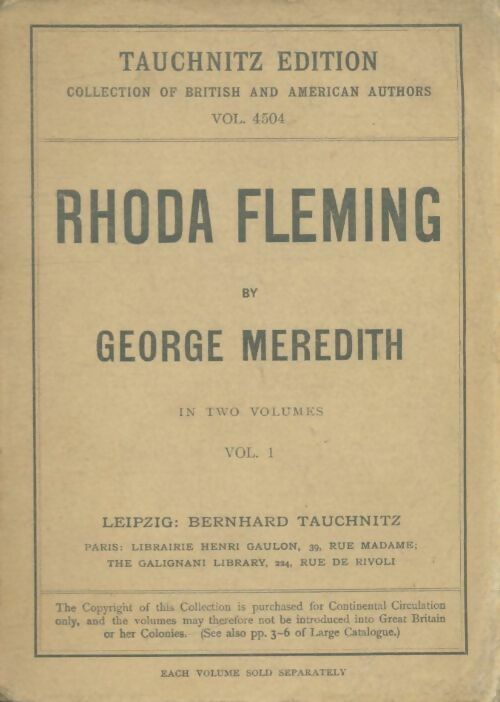 TAUCHNITZ EDITION
COLLECTION OF BRITISH AND AMERICAN AUTHORS
VOL. 4504
RHODA FLEMING
BY
GEORGE MEREDITH
IN TWO VOLUMES
VOL. 1
LEIPZIG: BERNHARD TAUCHNITZ
PARIS: LIBRAIRIE HENRI GAULON, 39, RUE MADAME;
THE GALIGNANI LIBRARY, 224, RUE DE RIVOLI
The Copyright of this Collection is purchased for Continental Circulation
only, and the volumes may therefore not be introduced into Great Britain
or her Colonies. (See also pp. 3–6 of Large Catalogue.)
EACH VOLUME SOLD SEPARATELY